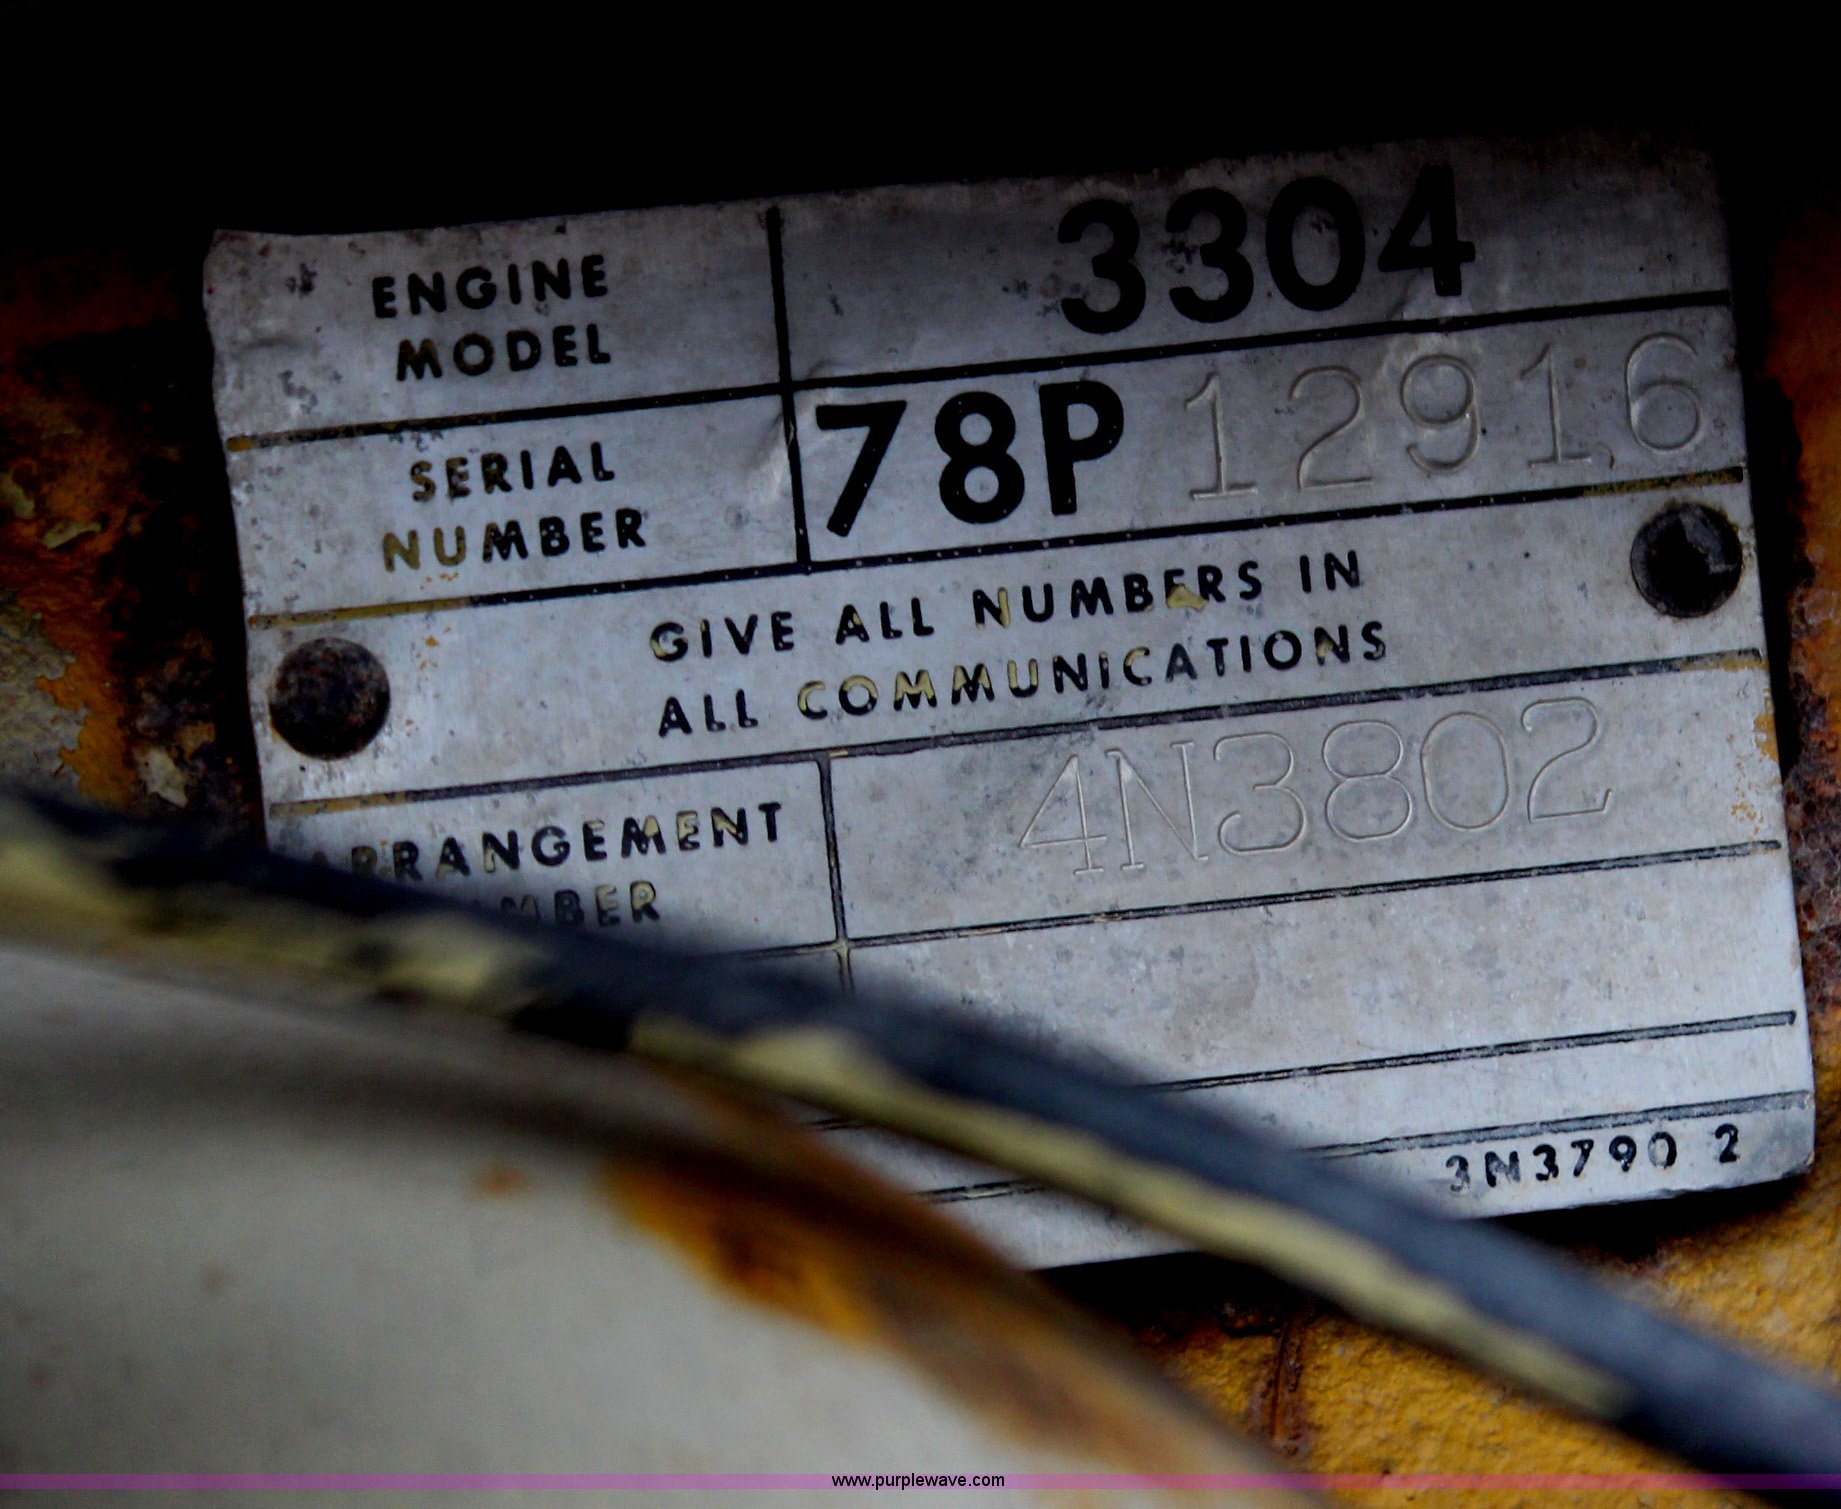 ENGINE MODEL 3304
SERIAL NUMBER 78P 12916
GIVE ALL NUMBERS IN
ALL COMMUNICATIONS
ARRANGEMENT 4N3802
3N3790 2
www.purplewave.com